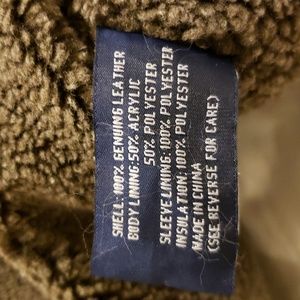 SHELL: 100% GENUINE LEATHER
BODY LINING: 50% ACRYLIC
50% POLYESTER
SLEEVE LINING: 100% POLYESTER
INSULATION: 100% POLYESTER
MADE IN CHINA
(SEE REVERSE FOR CARE)